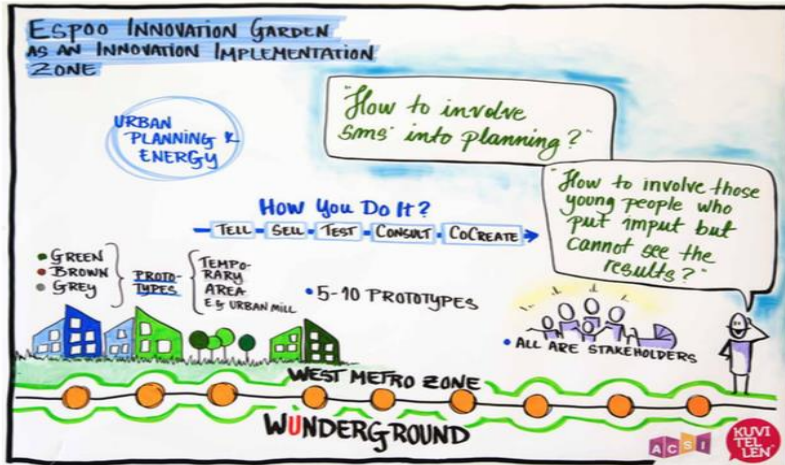 ESPOO INNOVATION GARDEN
AS AN INNOVATION IMPLEMENTATION
ZONE
URBAN
PLANNING &
ENERGY
"How to involve
sms' into planning?"
"How to involve those
young people who
put imput but
cannot see the
results?"
HOW YOU DO IT?
TELL SELL TEST CONSULT COCREATE
GREEN
BROWN
GREY
PROTO-
TYPES
TEMPO-
RARY
AREA
E.G URBAN MILL
• 5-10 PROTOTYPES
• ALL ARE STAKEHOLDERS
WEST METRO ZONE
WUNDERGROUND
ACSI
KUVI
TEL
LEN